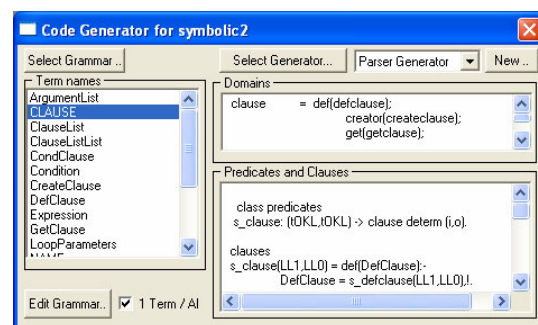 Code Generator for symbolic2
Select Grammar ..
Select Generator...
Parser Generator
New ..
Term names
ArgumentList
CLAUSE
ClauseList
ClauseListList
CondClause
Condition
CreateClause
DefClause
Expression
GetClause
LoopParameters
Domains
clause = def(defclause);
creator(createclause);
get(getclause);
Predicates and Clauses
class predicates
s_clause: (tOKL,tOKL) -> clause determ (i,o).
clauses
s_clause(LL1,LL0) = def(DefClause):-
DefClause = s_defclause(LL1,LL0),!.
Edit Grammar..
1 Term / Al